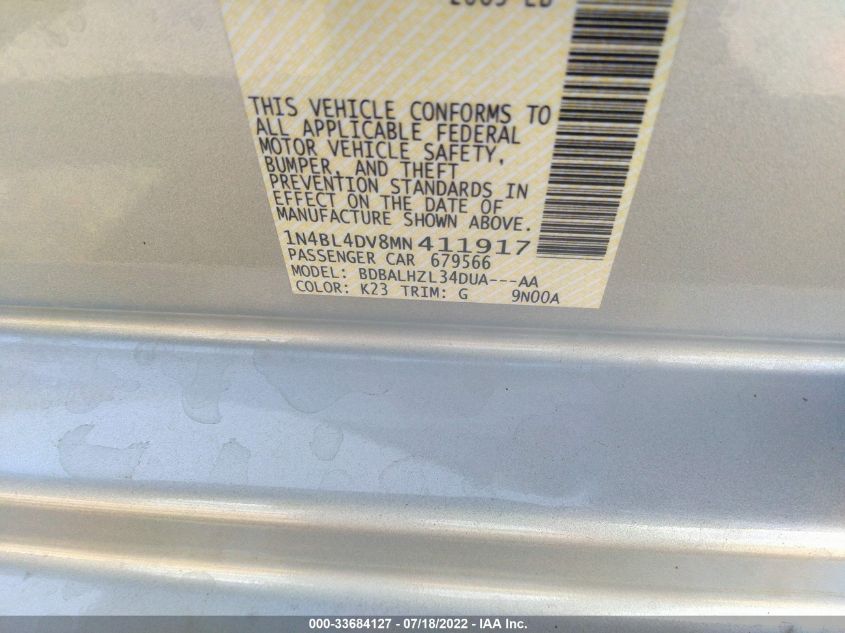 THIS VEHICLE CONFORMS TO
ALL APPLICABLE FEDERAL
MOTOR VEHICLE SAFETY,
BUMPER, AND THEFT
PREVENTION STANDARDS IN
EFFECT ON THE DATE OF
MANUFACTURE SHOWN ABOVE.
1N4BL4DV8MN411917
PASSENGER CAR 679566
MODEL: BDBALHZL34DUA---AA
COLOR: K23 TRIM: G 9N00A
000-33684127 - 07/18/2022 - IAA Inc.